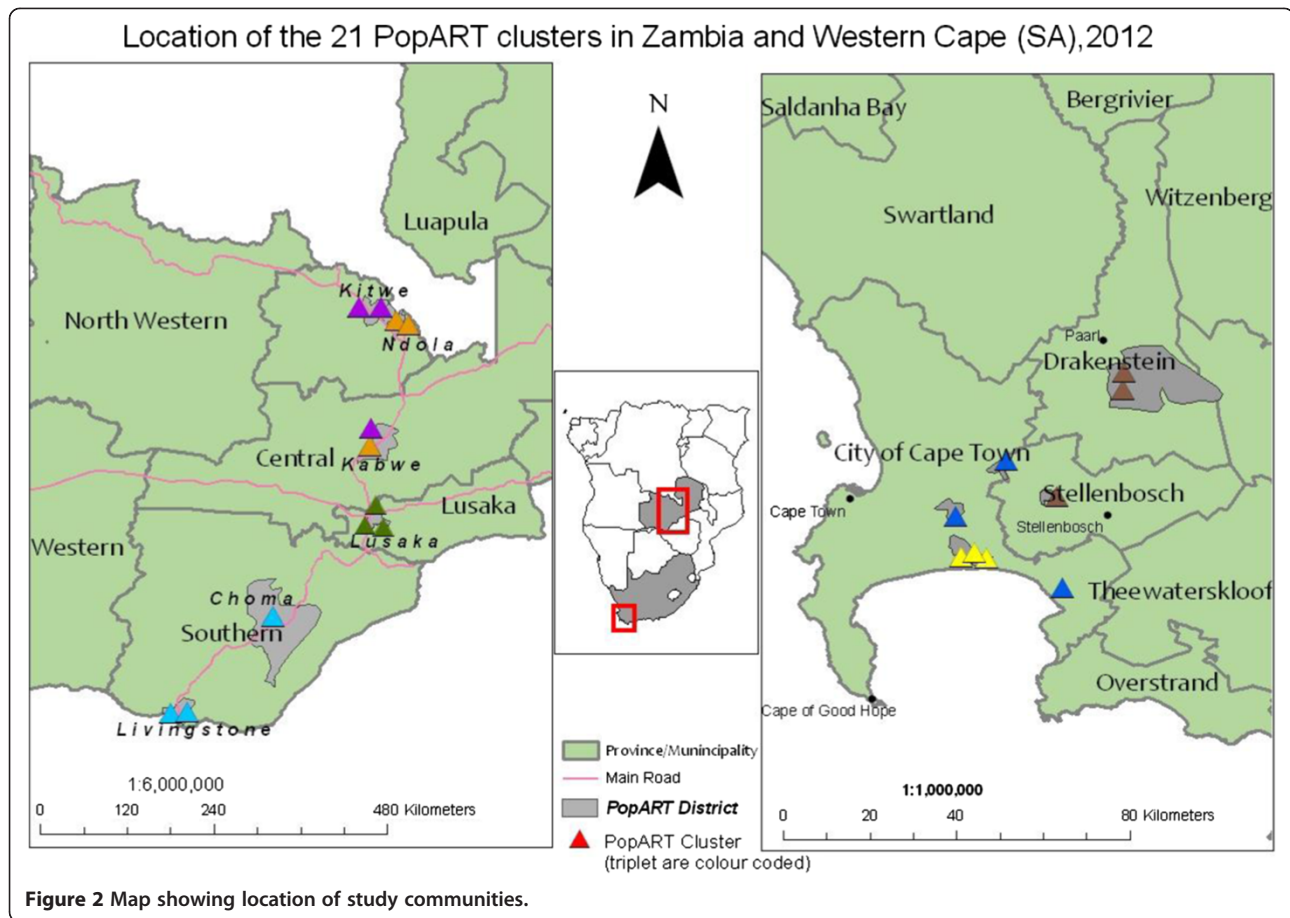 Location of the 21 PopART clusters in Zambia and Western Cape (SA),2012
N
Luapula
Kitwe
North Western
Ndola
Central
Kabwe
Lusaka
Lusaka
Western
Choma
Southern
Livingstone
1:6,000,000
0 120 240 480 Kilometers
Province/Munincipality
Main Road
PopART District
PopART Cluster
(triplet are colour coded)
Saldanha Bay
Bergrivier
Witzenberg
Swartland
Paarl
Drakenstein
City of Cape Town
Stellenbosch
Cape Town
Stellenbosch
Theewaterskloof
Overstrand
Cape of Good Hope
1:1,000,000
0 40 80 Kilometers
Figure 2 Map showing location of study communities.